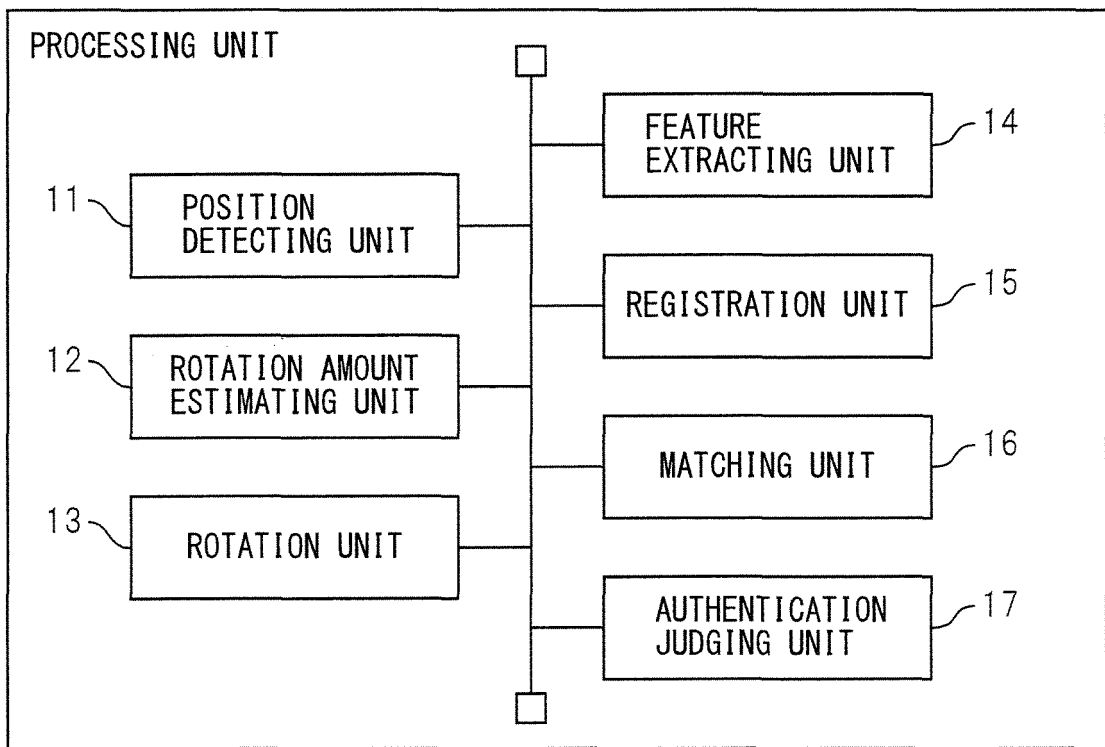 PROCESSING UNIT
11
POSITION
DETECTING UNIT
12
ROTATION AMOUNT
ESTIMATING UNIT
13
ROTATION UNIT
FEATURE
EXTRACTING UNIT
14
REGISTRATION UNIT
15
MATCHING UNIT
16
AUTHENTICATION
JUDGING UNIT
17